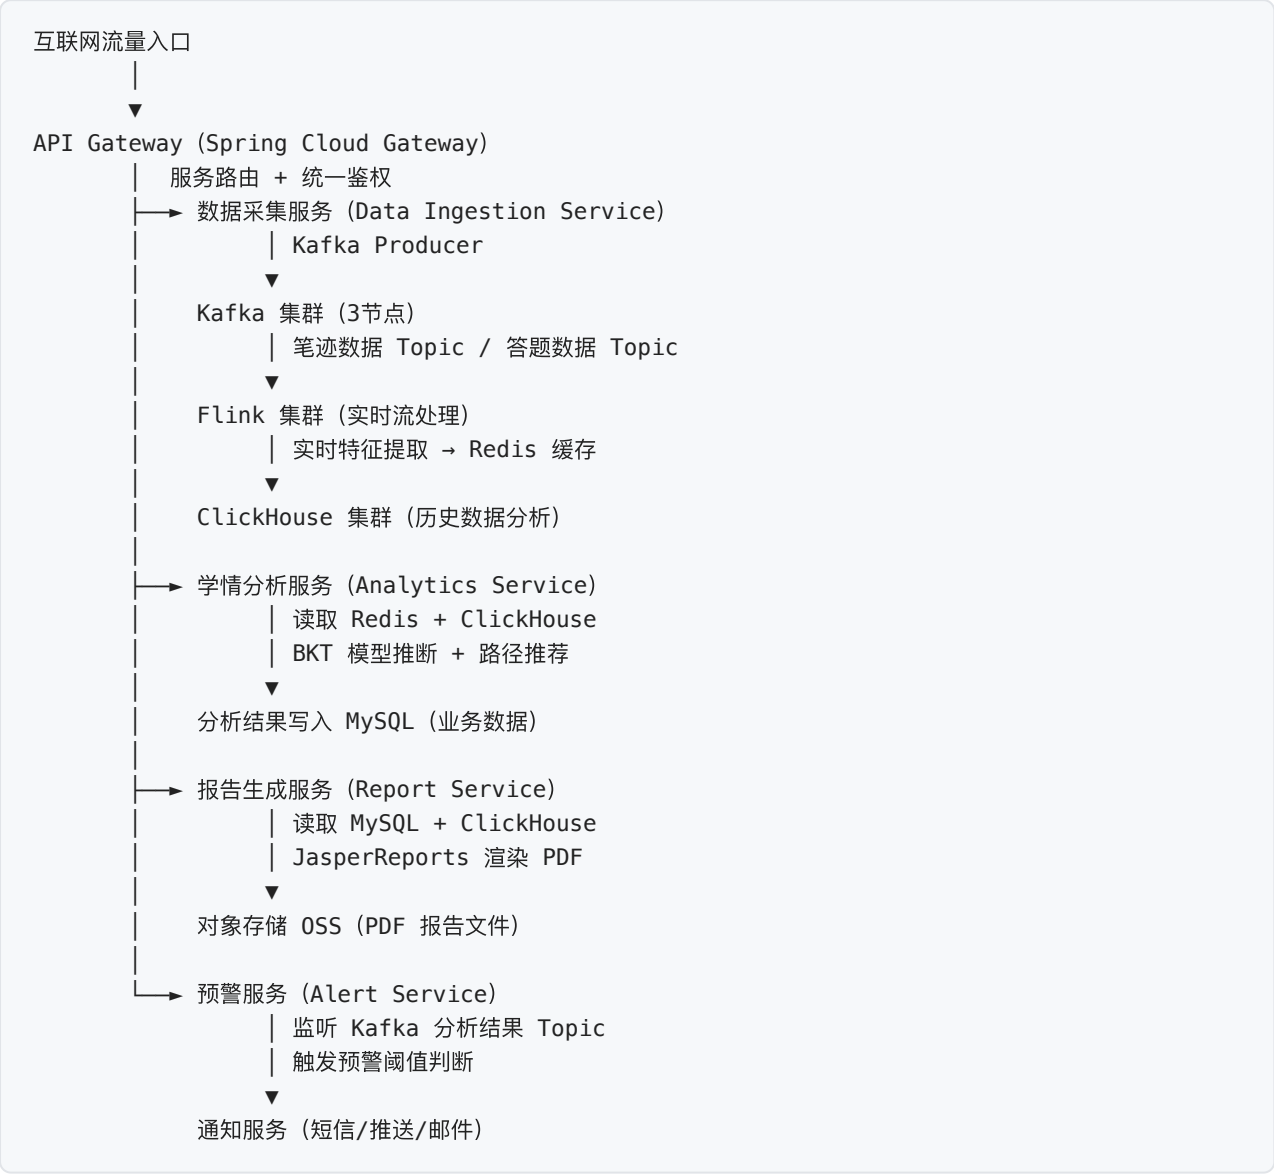 互联网流量入口
API Gateway（Spring Cloud Gateway）
服务路由 + 统一鉴权
数据采集服务（Data Ingestion Service）
Kafka Producer
Kafka 集群（3节点）
笔迹数据 Topic / 答题数据 Topic
Flink 集群（实时流处理）
实时特征提取 → Redis 缓存
ClickHouse 集群（历史数据分析）
学情分析服务（Analytics Service）
读取 Redis + ClickHouse
BKT 模型推断 + 路径推荐
分析结果写入 MySQL（业务数据）
报告生成服务（Report Service）
读取 MySQL + ClickHouse
JasperReports 渲染 PDF
对象存储 OSS（PDF 报告文件）
预警服务（Alert Service）
监听 Kafka 分析结果 Topic
触发预警阈值判断
通知服务（短信/推送/邮件）